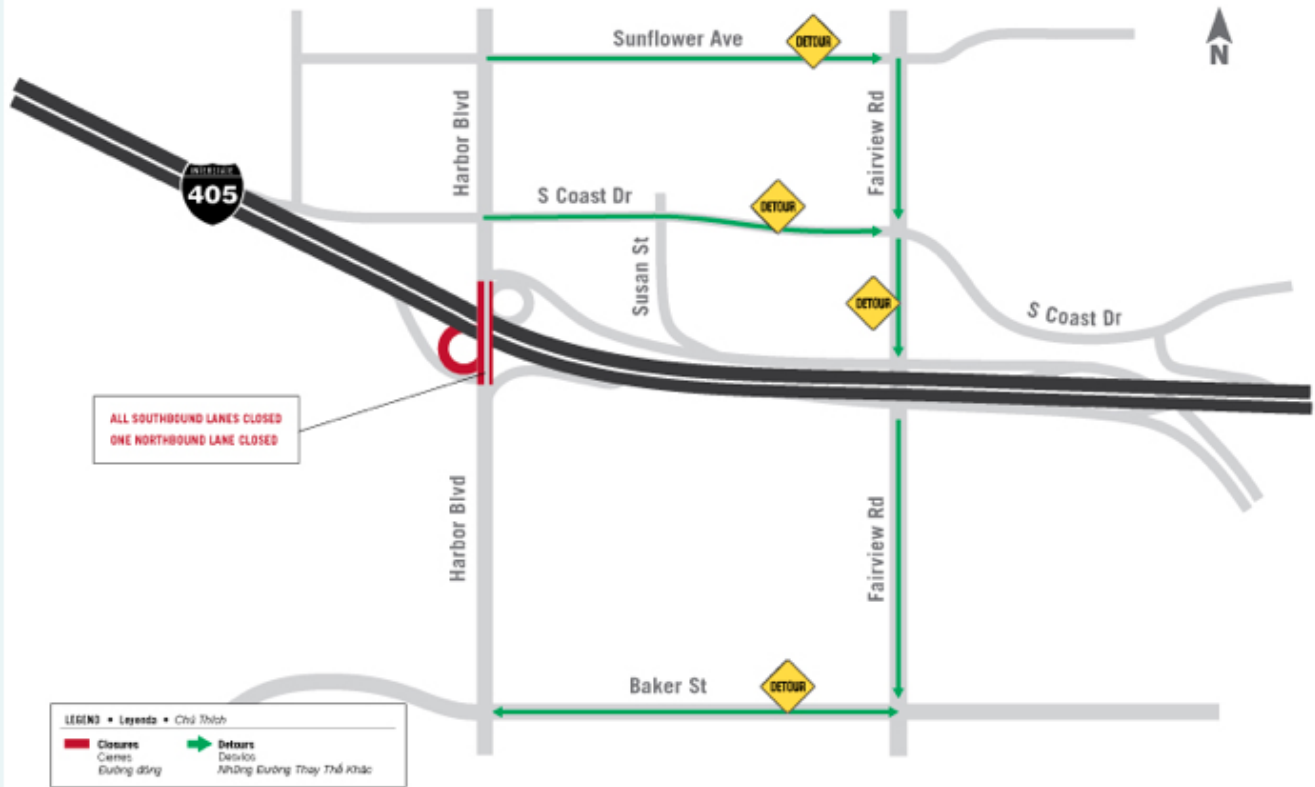 Sunflower Ave
DETOUR
N
Harbor Blvd
Fairview Rd
INTERSTATE
405
S Coast Dr
DETOUR
Susan St
DETOUR
S Coast Dr
ALL SOUTHBOUND LANES CLOSED
ONE NORTHBOUND LANE CLOSED
Harbor Blvd
Fairview Rd
Baker St
DETOUR
LEGEND • Leyenda • Chú Thích
Closures
Cierres
Đường đóng
Detours
Desvíos
Những Đường Thay Thế Khác